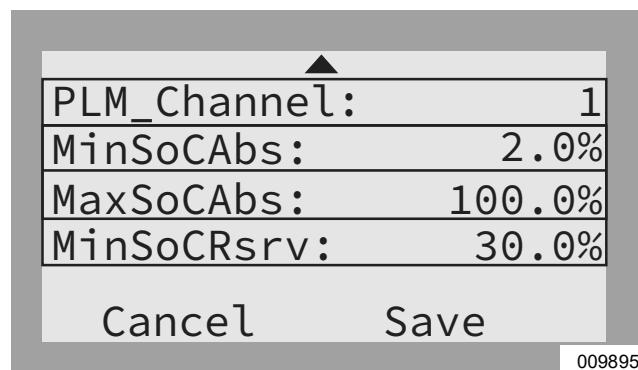 PLM_Channel: 1
MinSoCAbs: 2.0%
MaxSoCAbs: 100.0%
MinSoCRsrv: 30.0%
Cancel Save
009895